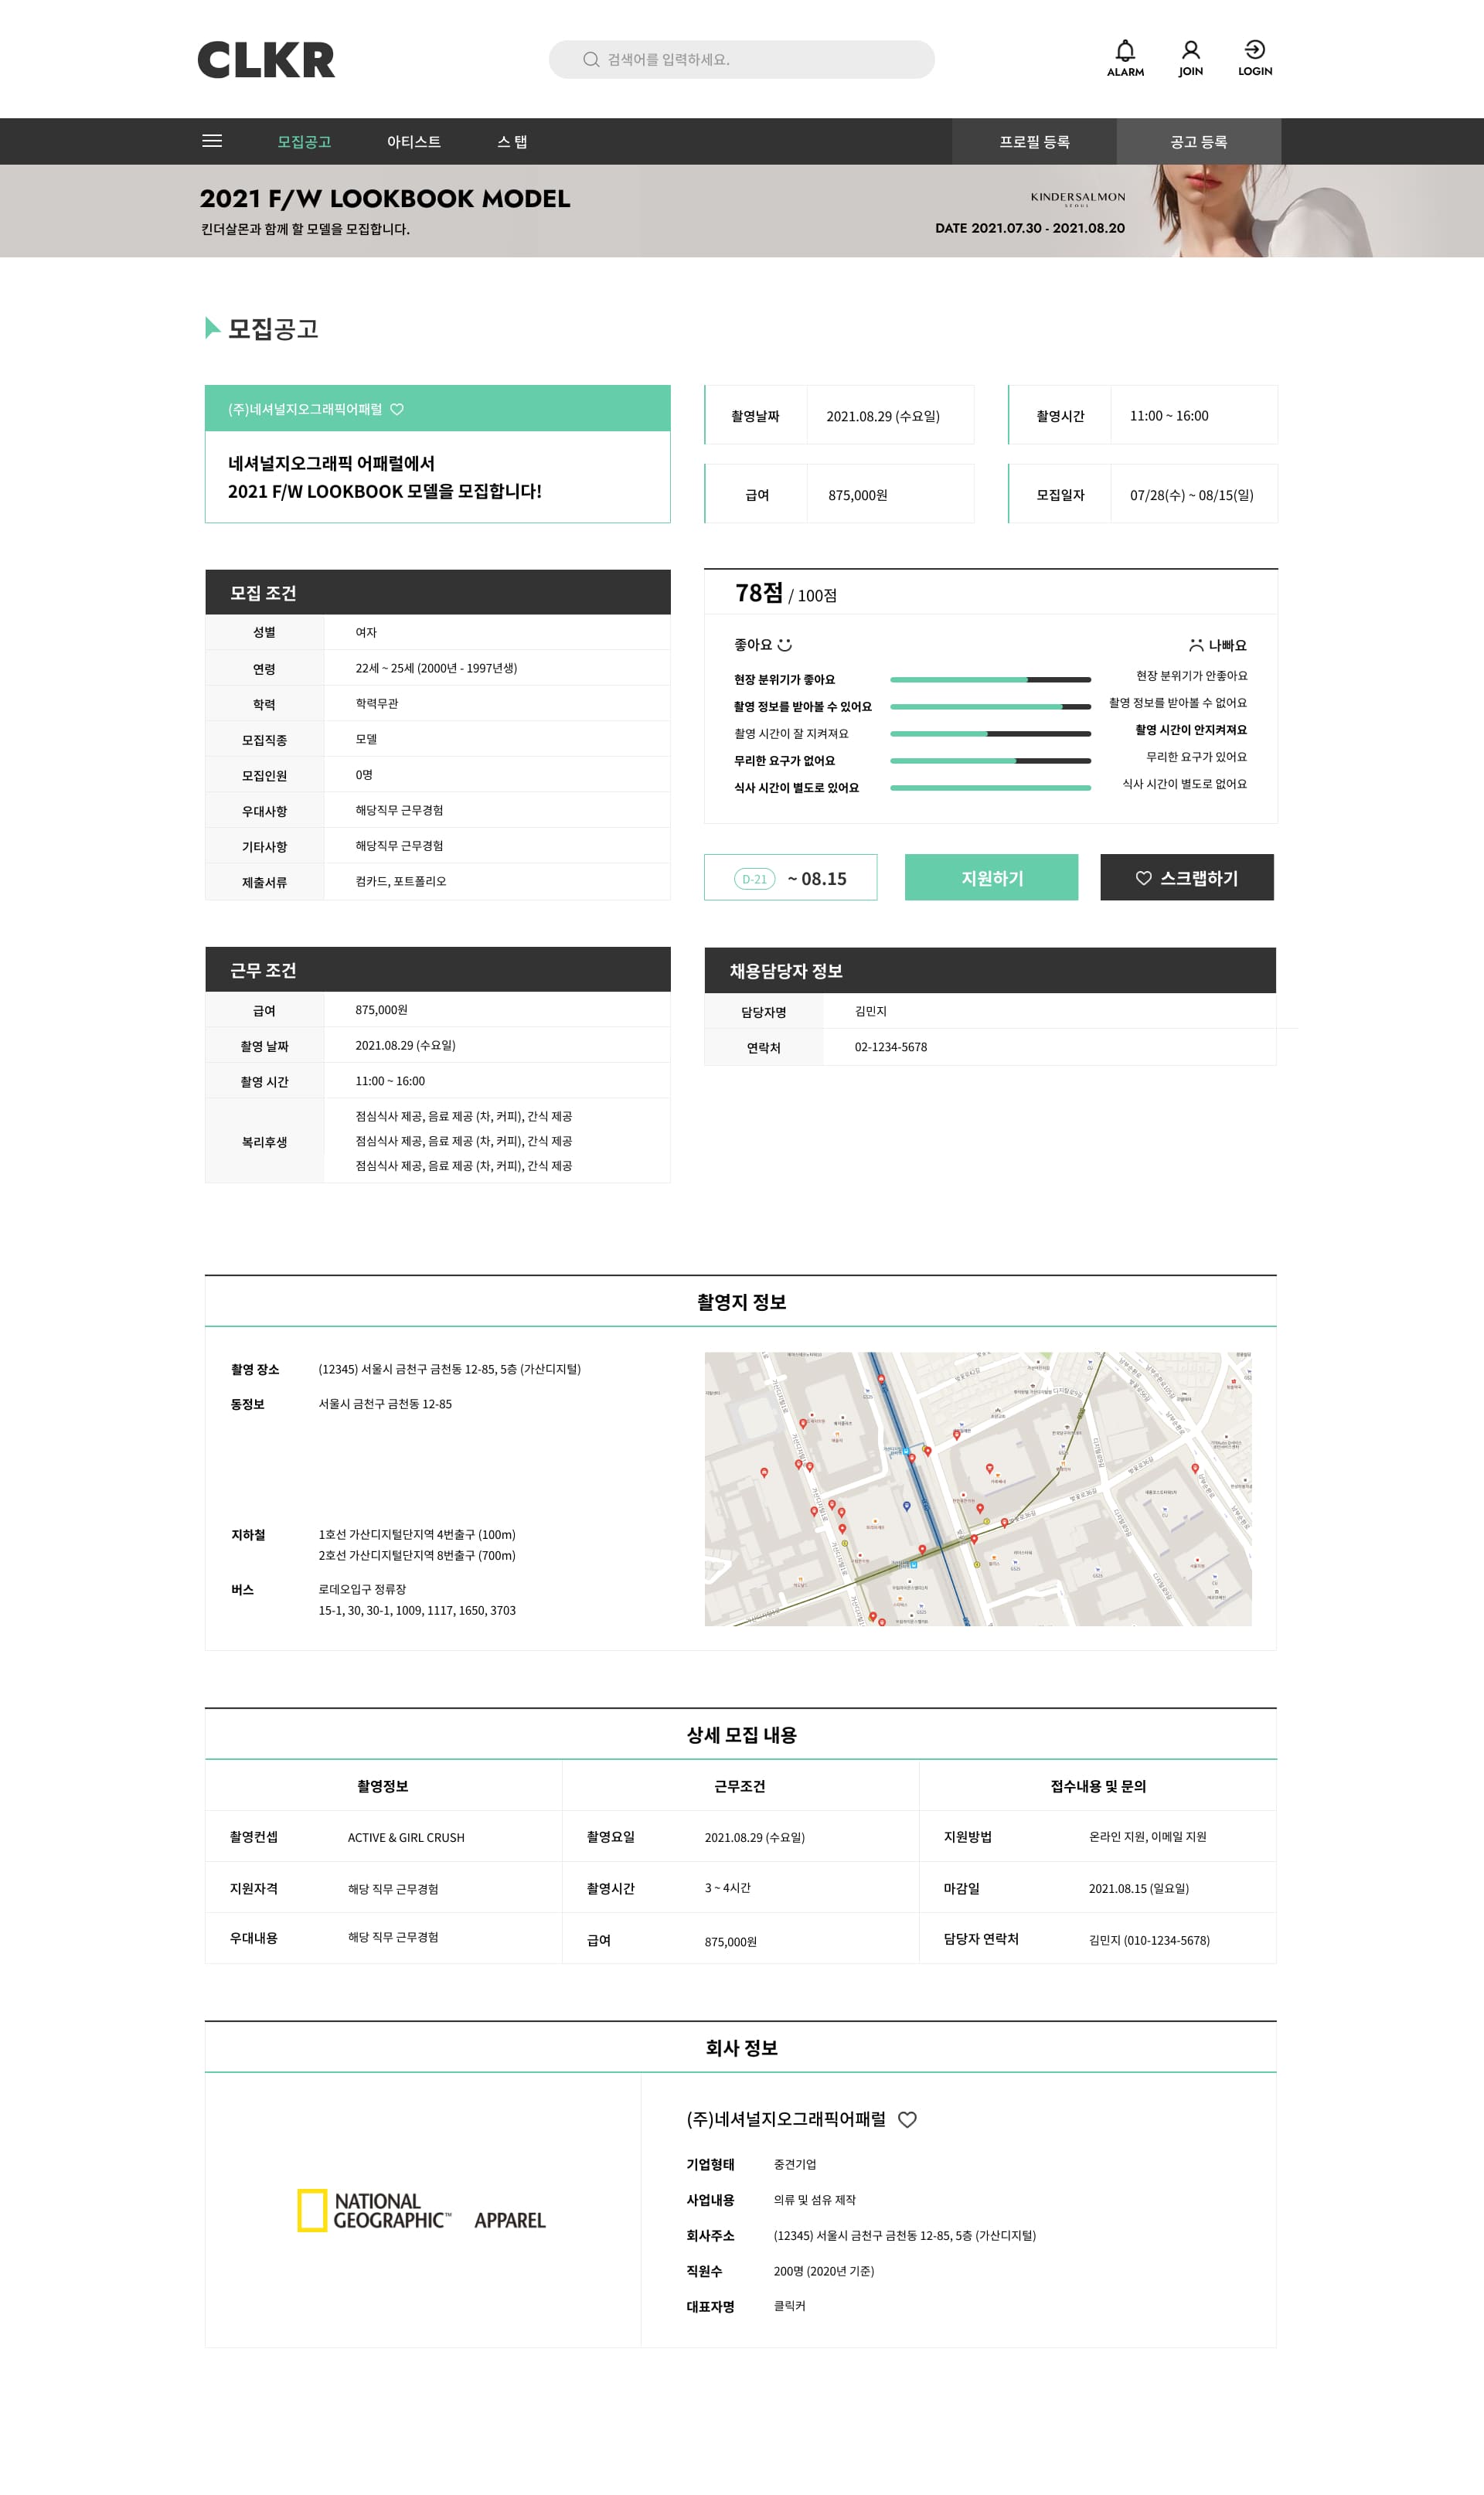 CLKR
검색어를 입력하세요.
ALARM
JOIN
LOGIN
모집공고
아티스트
스 탭
프로필 등록
공고 등록
2021 F/W LOOKBOOK MODEL
킨더살몬과 함께 할 모델을 모집합니다.
KINDERSALMON
SEOUL
DATE 2021.07.30 - 2021.08.20
모집공고
(주)네셔널지오그래픽어패럴
네셔널지오그래픽 어패럴에서
2021 F/W LOOKBOOK 모델을 모집합니다!
촬영날짜 2021.08.29 (수요일)
촬영시간 11:00 ~ 16:00
급여 875,000원
모집일자 07/28(수) ~ 08/15(일)
모집 조건
성별 여자
연령 22세 ~ 25세 (2000년 - 1997년생)
학력 학력무관
모집직종 모델
모집인원 0명
우대사항 해당직무 근무경험
기타사항 해당직무 근무경험
제출서류 컴카드, 포트폴리오
78점 / 100점
좋아요 나빠요
현장 분위기가 좋아요 현장 분위기가 안좋아요
촬영 정보를 받아볼 수 있어요 촬영 정보를 받아볼 수 없어요
촬영 시간이 잘 지켜져요 촬영 시간이 안지켜져요
무리한 요구가 없어요 무리한 요구가 있어요
식사 시간이 별도로 있어요 식사 시간이 별도로 없어요
D-21 ~ 08.15
지원하기
스크랩하기
근무 조건
급여 875,000원
촬영 날짜 2021.08.29 (수요일)
촬영 시간 11:00 ~ 16:00
복리후생 점심식사 제공, 음료 제공 (차, 커피), 간식 제공
점심식사 제공, 음료 제공 (차, 커피), 간식 제공
점심식사 제공, 음료 제공 (차, 커피), 간식 제공
채용담당자 정보
담당자명 김민지
연락처 02-1234-5678
촬영지 정보
촬영 장소 (12345) 서울시 금천구 금천동 12-85, 5층 (가산디지털)
동정보 서울시 금천구 금천동 12-85
지하철 1호선 가산디지털단지역 4번출구 (100m)
2호선 가산디지털단지역 8번출구 (700m)
버스 로데오입구 정류장
15-1, 30, 30-1, 1009, 1117, 1650, 3703
상세 모집 내용
촬영정보 근무조건 접수내용 및 문의
촬영컨셉 ACTIVE & GIRL CRUSH 촬영요일 2021.08.29 (수요일) 지원방법 온라인 지원, 이메일 지원
지원자격 해당 직무 근무경험 촬영시간 3 ~ 4시간 마감일 2021.08.15 (일요일)
우대내용 해당 직무 근무경험 급여 875,000원 담당자 연락처 김민지 (010-1234-5678)
회사 정보
NATIONAL
GEOGRAPHIC™ APPAREL
(주)네셔널지오그래픽어패럴
기업형태 중견기업
사업내용 의류 및 섬유 제작
회사주소 (12345) 서울시 금천구 금천동 12-85, 5층 (가산디지털)
직원수 200명 (2020년 기준)
대표자명 클릭커